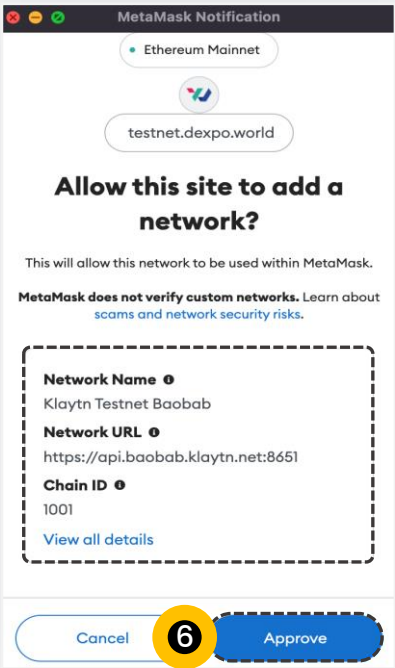 MetaMask Notification
Ethereum Mainnet
testnet.dexpo.world
Allow this site to add a
network?
This will allow this network to be used within MetaMask.
MetaMask does not verify custom networks. Learn about
scams and network security risks.
Network Name
Klaytn Testnet Baobab
Network URL
https://api.baobab.klaytn.net:8651
Chain ID
1001
View all details
Cancel
6
Approve